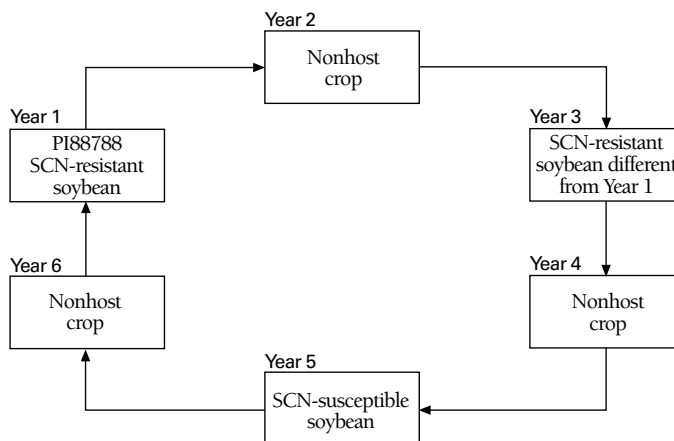 Year 1
PI88788
SCN-resistant
soybean
Year 2
Nonhost
crop
Year 3
SCN-resistant
soybean different
from Year 1
Year 4
Nonhost
crop
Year 5
SCN-susceptible
soybean
Year 6
Nonhost
crop